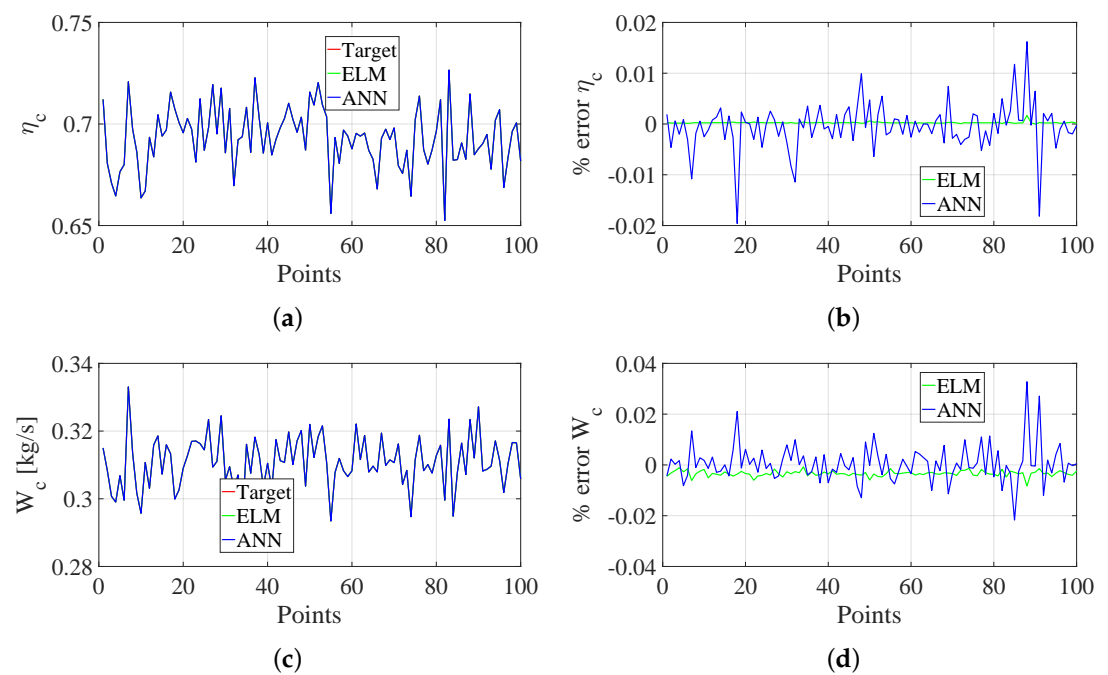 0.75
0.7
0.65
η_c
Target
ELM
ANN
0 20 40 60 80 100
Points
(a)
0.02
0.01
0
-0.01
-0.02
% error η_c
ELM
ANN
0 20 40 60 80 100
Points
(b)
0.34
0.32
0.3
0.28
W_c [kg/s]
Target
ELM
ANN
0 20 40 60 80 100
Points
(c)
0.04
0.02
0
-0.02
-0.04
% error W_c
ELM
ANN
0 20 40 60 80 100
Points
(d)